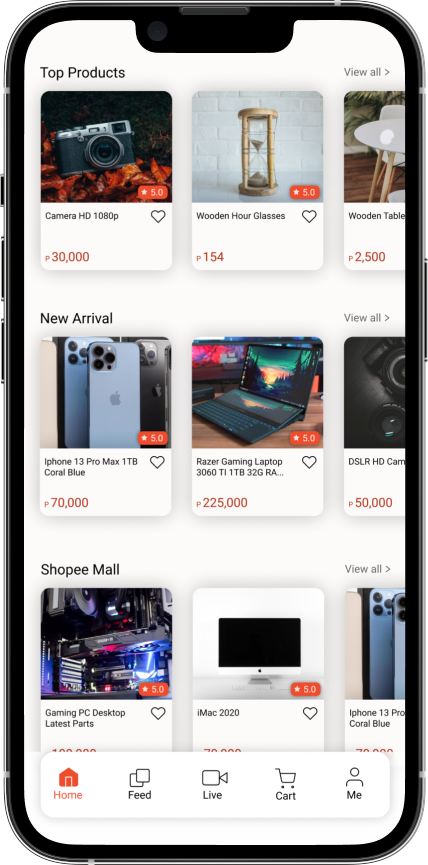 Top Products
View all >
5.0
5.0
Camera HD 1080p
Wooden Hour Glasses
Wooden Table
P 30,000
P 154
P 2,500
New Arrival
View all >
5.0
5.0
Iphone 13 Pro Max 1TB
Coral Blue
Razer Gaming Laptop
3060 TI 1TB 32G RA...
DSLR HD Cam
P 70,000
P 225,000
P 50,000
Shopee Mall
View all >
5.0
5.0
Gaming PC Desktop
Latest Parts
iMac 2020
Iphone 13 Pro
Coral Blue
Home
Feed
Live
Cart
Me